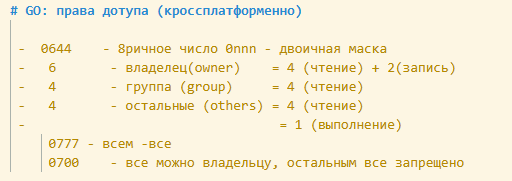 # GO: права дотупа (кроссплатформенно)
- 0644 - 8ричное число 0nnn - двоичная маска
- 6 - владелец(owner) = 4 (чтение) + 2(запись)
- 4 - группа (group) = 4 (чтение)
- 4 - остальные (others) = 4 (чтение)
- = 1 (выполнение)
0777 - всем -все
0700 - все можно владельцу, остальным все запрещено